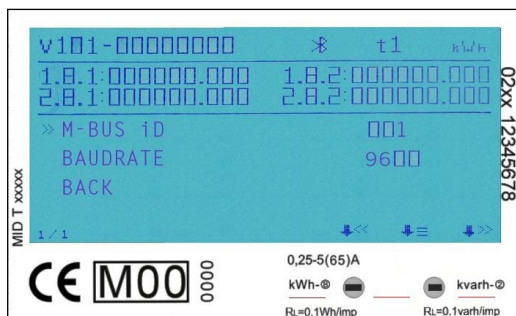 V101-00000000 t1 kWh
1.8.1:000000.000 1.8.2:000000.000
2.8.1:000000.000 2.8.2:000000.000
» M-BUS iD 001
BAUDRATE 9600
BACK
1/1 << ☰ >>
02xx 12345678
MID T xxxxx
CE M00 0000
0,25-5(65)A
kWh-⑧ kvarh-②
RL=0.1Wh/imp RL=0.1varh/imp